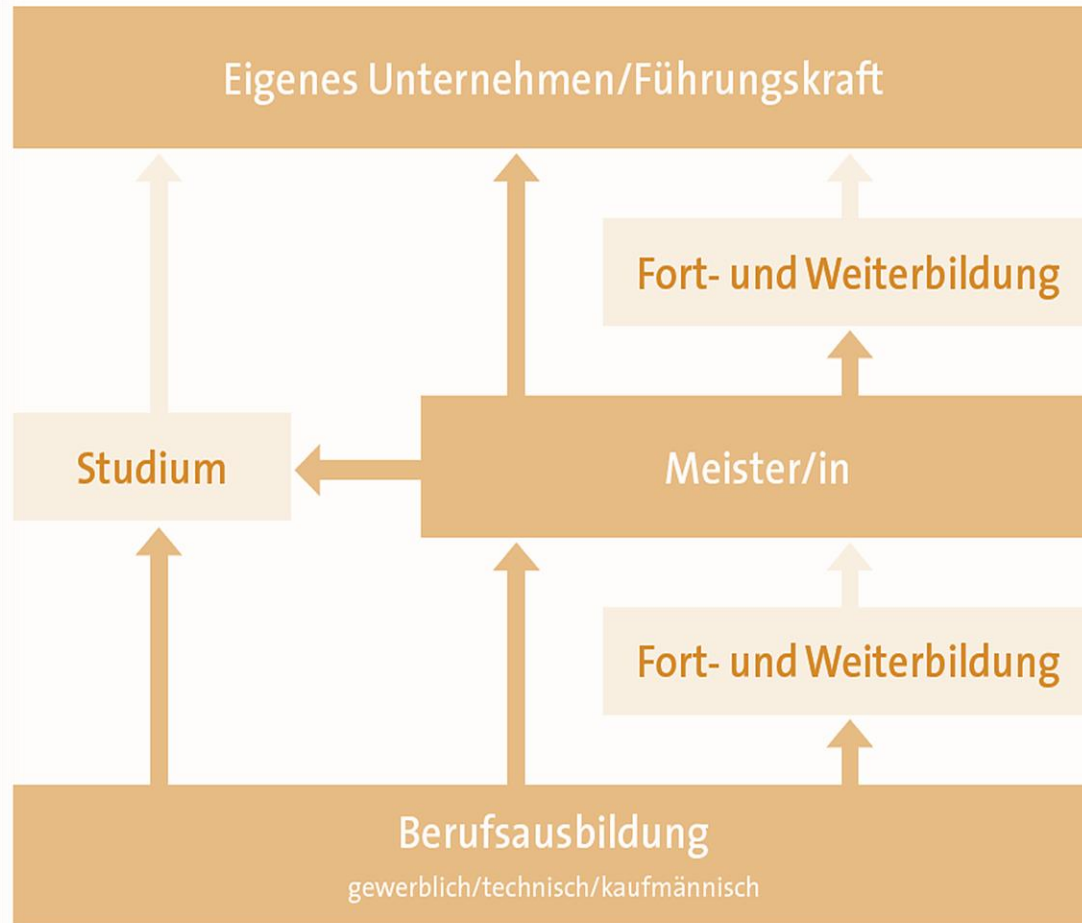 Eigenes Unternehmen/Führungskraft
Fort- und Weiterbildung
Studium
Meister/in
Fort- und Weiterbildung
Berufsausbildung
gewerblich/technisch/kaufmännisch